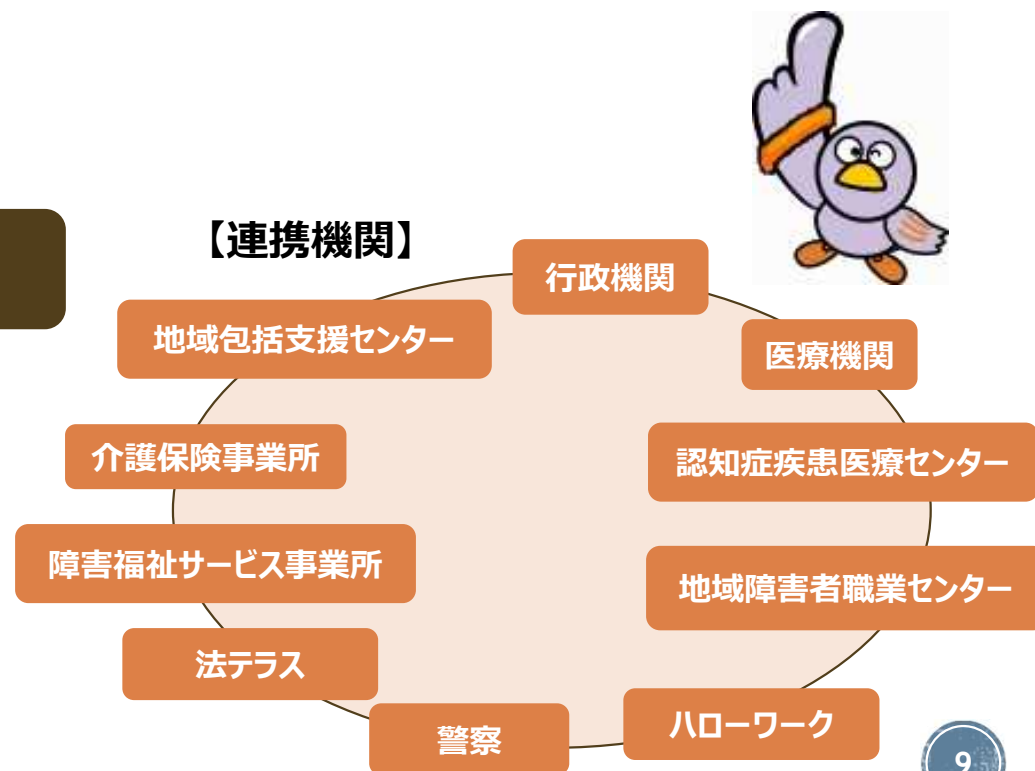 【連携機関】
行政機関
地域包括支援センター
医療機関
介護保険事業所
認知症疾患医療センター
障害福祉サービス事業所
地域障害者職業センター
法テラス
ハローワーク
警察
9